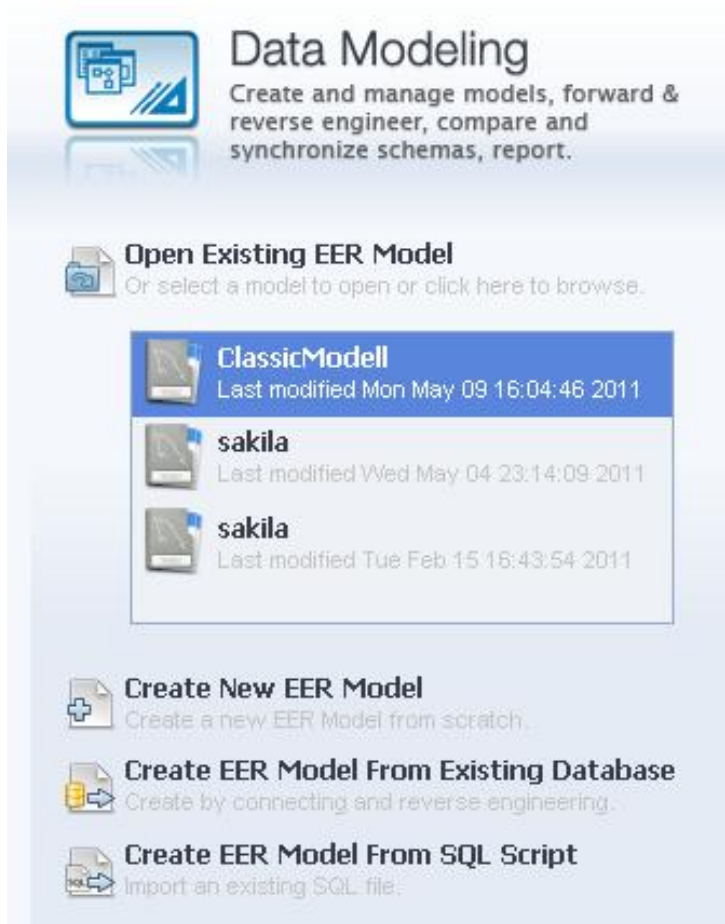 Data Modeling
Create and manage models, forward &
reverse engineer, compare and
synchronize schemas, report.
Open Existing EER Model
Or select a model to open or click here to browse.
ClassicModell
Last modified Mon May 09 16:04:46 2011
sakila
Last modified Wed May 04 23:14:09 2011
sakila
Last modified Tue Feb 15 16:43:54 2011
Create New EER Model
Create a new EER Model from scratch.
Create EER Model From Existing Database
Create by connecting and reverse engineering.
Create EER Model From SQL Script
Import an existing SQL file.